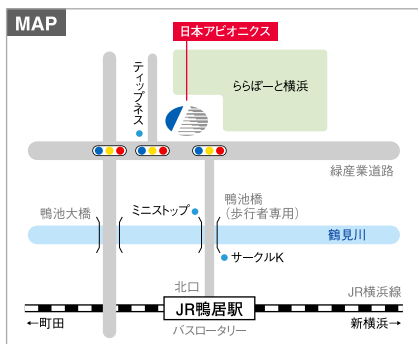 MAP
日本アビオニクス
ティップネス
ららぽーと横浜
緑産業道路
鴨池大橋
ミニストップ
鴨池橋
(歩行者専用)
鶴見川
サークルK
北口
JR横浜線
JR鴨居駅
←町田
新横浜→
バスロータリー